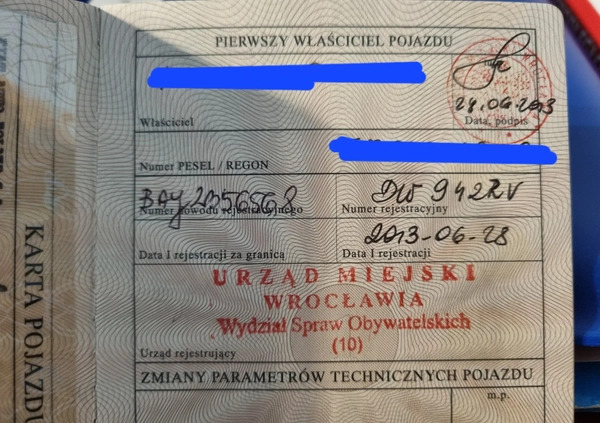 PIERWSZY WŁAŚCICIEL POJAZDU
28.06.2013
Właściciel
Data, podpis
Numer PESEL / REGON
BAY 2356568
DW 942RV
Numer dowodu rejestracyjnego
Numer rejestracyjny
2013-06-28
Data I rejestracji za granicą
Data I rejestracji
URZĄD MIEJSKI
WROCŁAWIA
Wydział Spraw Obywatelskich
(10)
Urząd rejestrujący
ZMIANY PARAMETRÓW TECHNICZNYCH POJAZDU
m.p.
KARTA POJAZDU